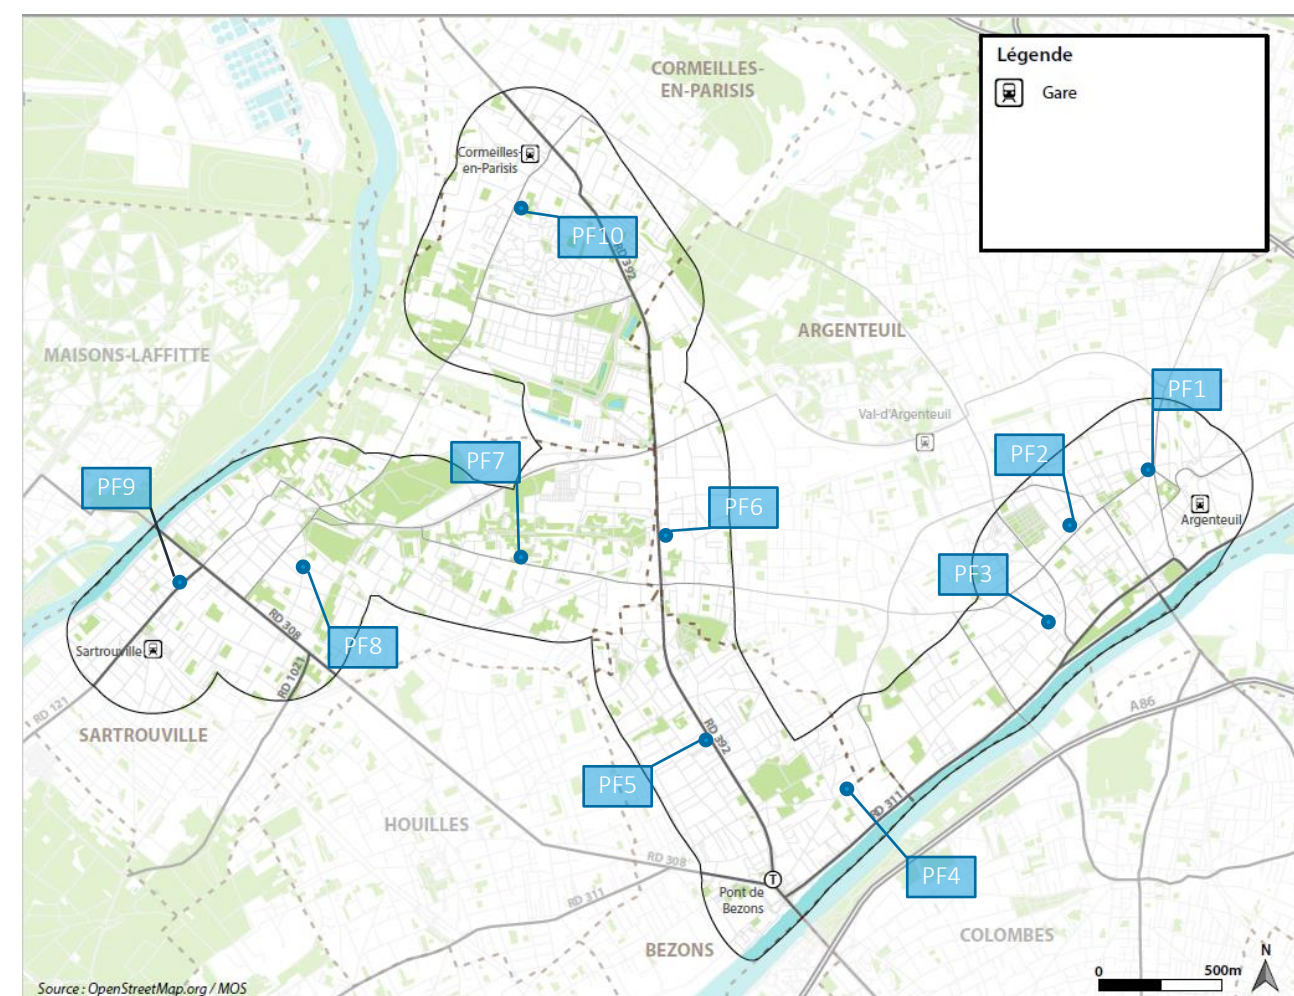 CORMEILLES-
EN-PARISIS
Légende
Gare
Cormeilles-
en-Parisis
PF10
RD 392
MAISONS-LAFFITTE
ARGENTEUIL
PF1
Val-d'Argenteuil
PF2
PF7
PF9
PF6
Argenteuil
PF3
RD 308
PF8
Sartrouville
RD 1021
RD 121
A86
SARTROUVILLE
RD 392
PF5
RD 311
HOUILLES
RD 308
PF4
Pont de
Bezons
T
RD 311
BEZONS
COLOMBES
N
0
500m
Source : OpenStreetMap.org / MOS